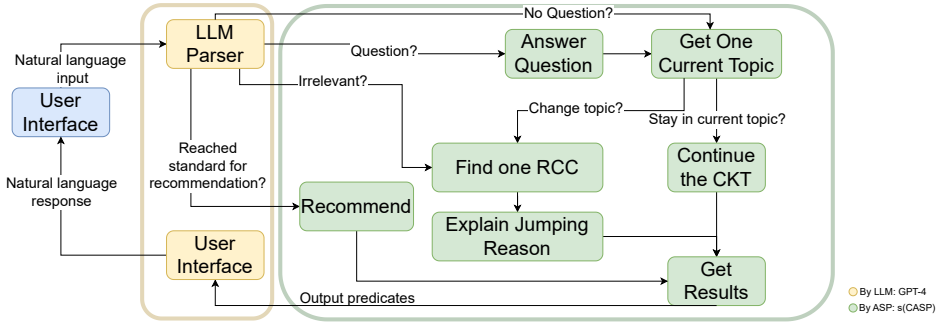 No Question?
LLM
Parser
Question?
Answer
Question
Get One
Current Topic
Natural language
input
Irrelevant?
User
Interface
Change topic?
Stay in current topic?
Reached
standard for
recommendation?
Find one RCC
Continue
the CKT
Natural language
response
Recommend
Explain Jumping
Reason
User
Interface
Get
Results
Output predicates
By LLM: GPT-4
By ASP: s(CASP)